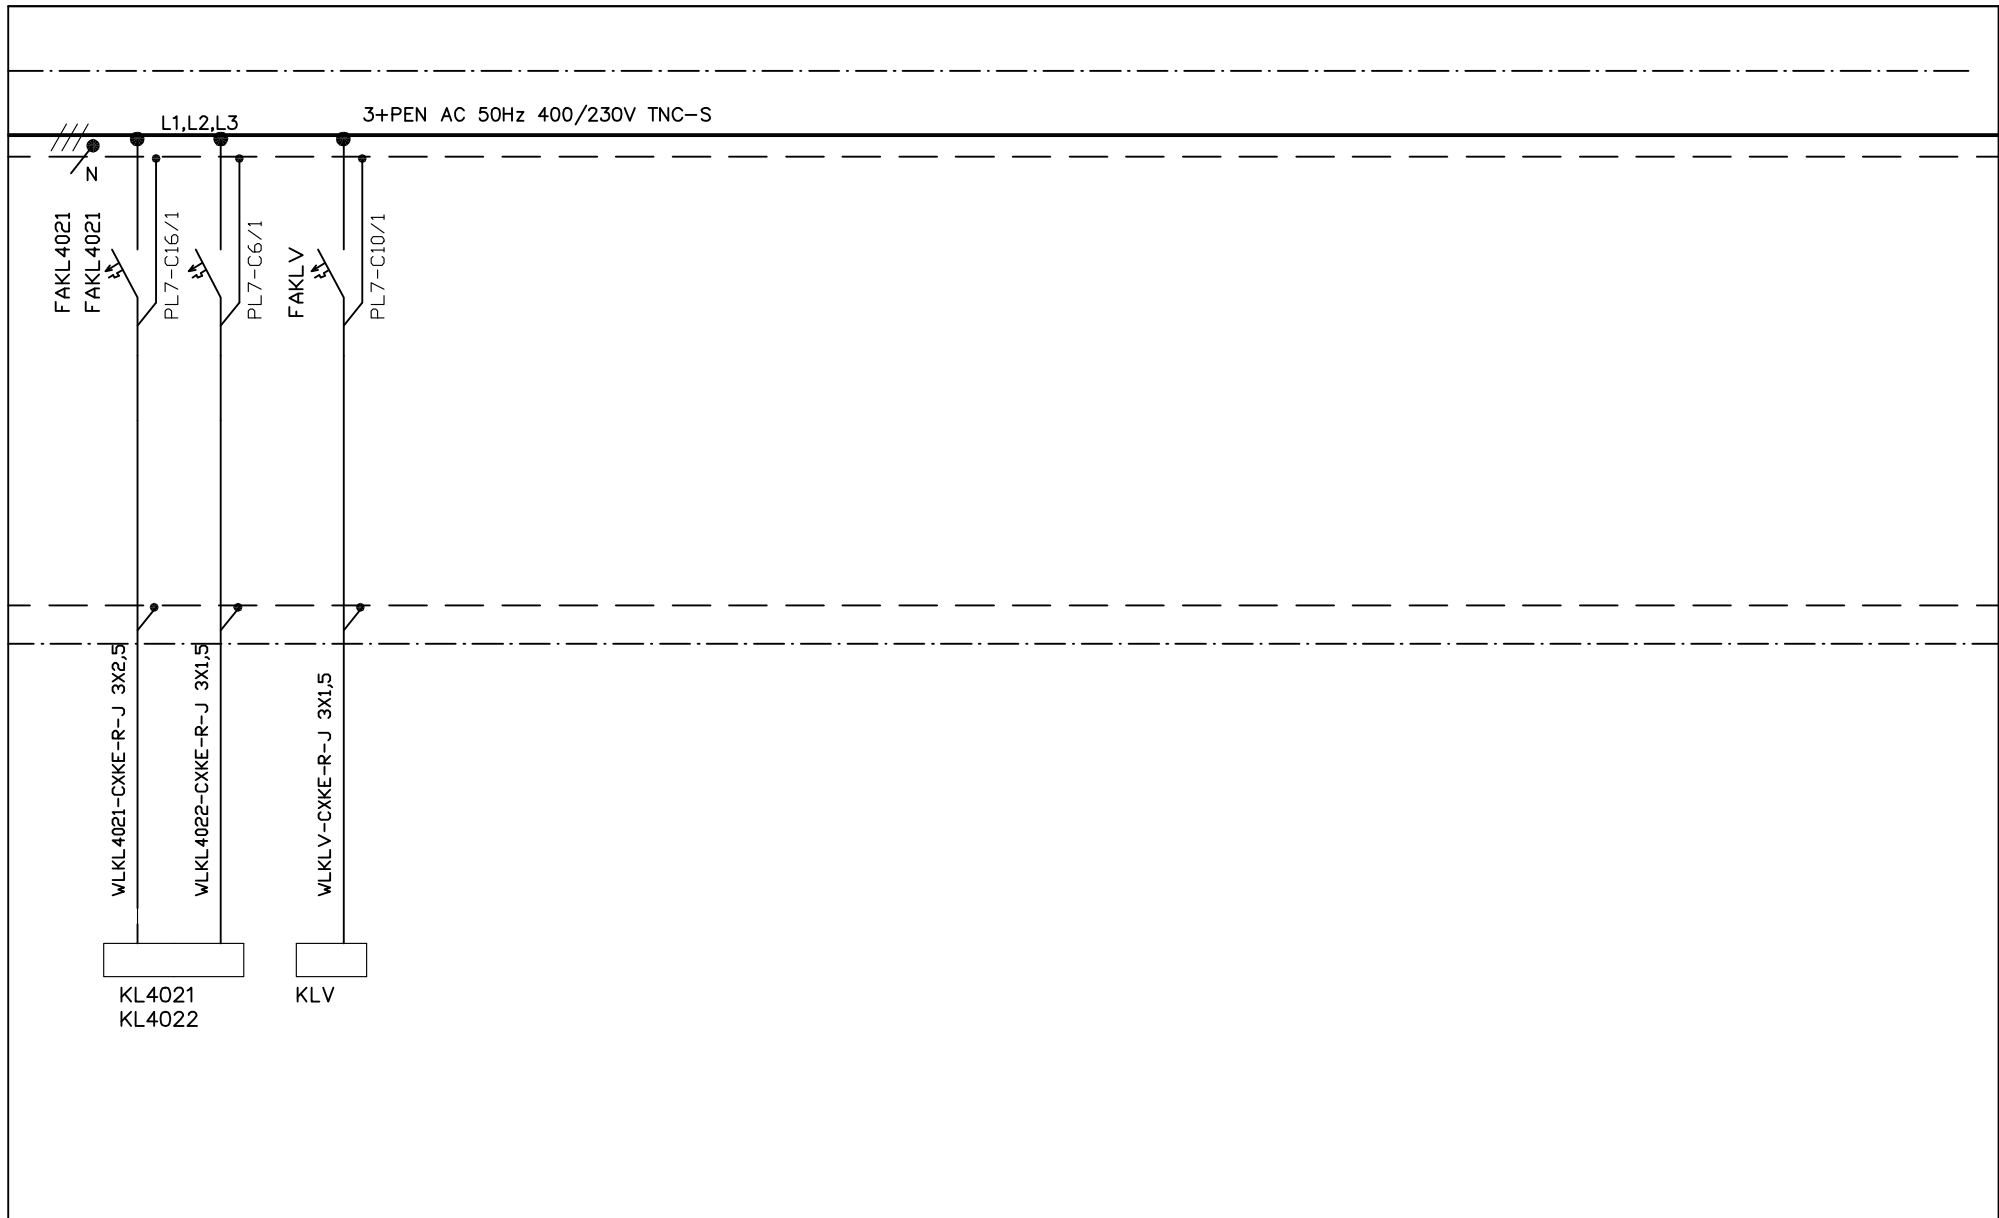 3+PEN AC 50Hz 400/230V TNC-S
L1,L2,L3
N
FAKL4021
FAKL4021
PL7-C16/1
PL7-C6/1
FAKLV
PL7-C10/1
WLKL4021-CXKE-R-J 3X2,5
WLKL4022-CXKE-R-J 3X1,5
WLKLV-CXKE-R-J 3X1,5
KL4021
KL4022
KLV